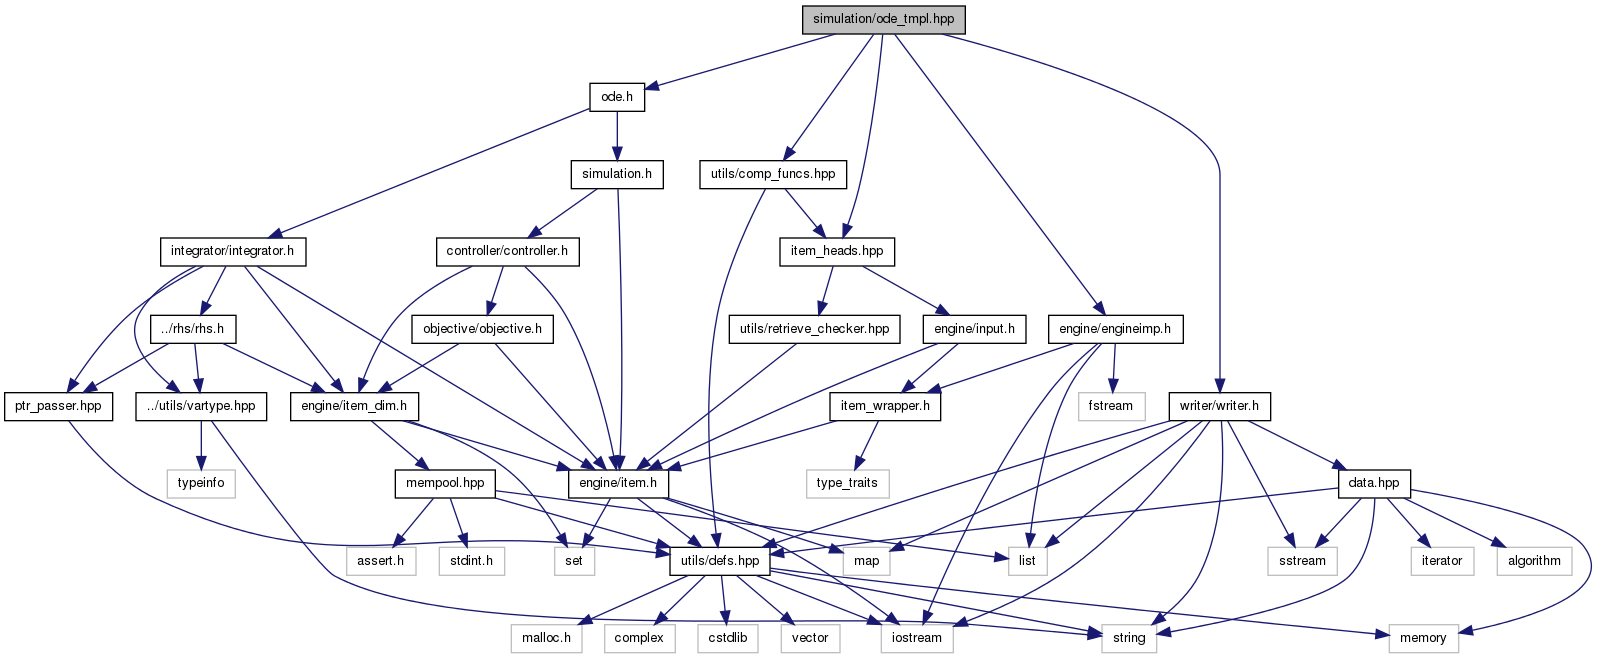 simulation/ode_tmpl.hpp
ode.h
simulation.h
utils/comp_funcs.hpp
integrator/integrator.h
controller/controller.h
item_heads.hpp
../rhs/rhs.h
objective/objective.h
utils/retrieve_checker.hpp
engine/input.h
engine/engineimp.h
ptr_passer.hpp
../utils/vartype.hpp
engine/item_dim.h
item_wrapper.h
fstream
writer/writer.h
typeinfo
mempool.hpp
engine/item.h
type_traits
data.hpp
assert.h
stdint.h
set
utils/defs.hpp
map
list
sstream
iterator
algorithm
malloc.h
complex
cstdlib
vector
iostream
string
memory